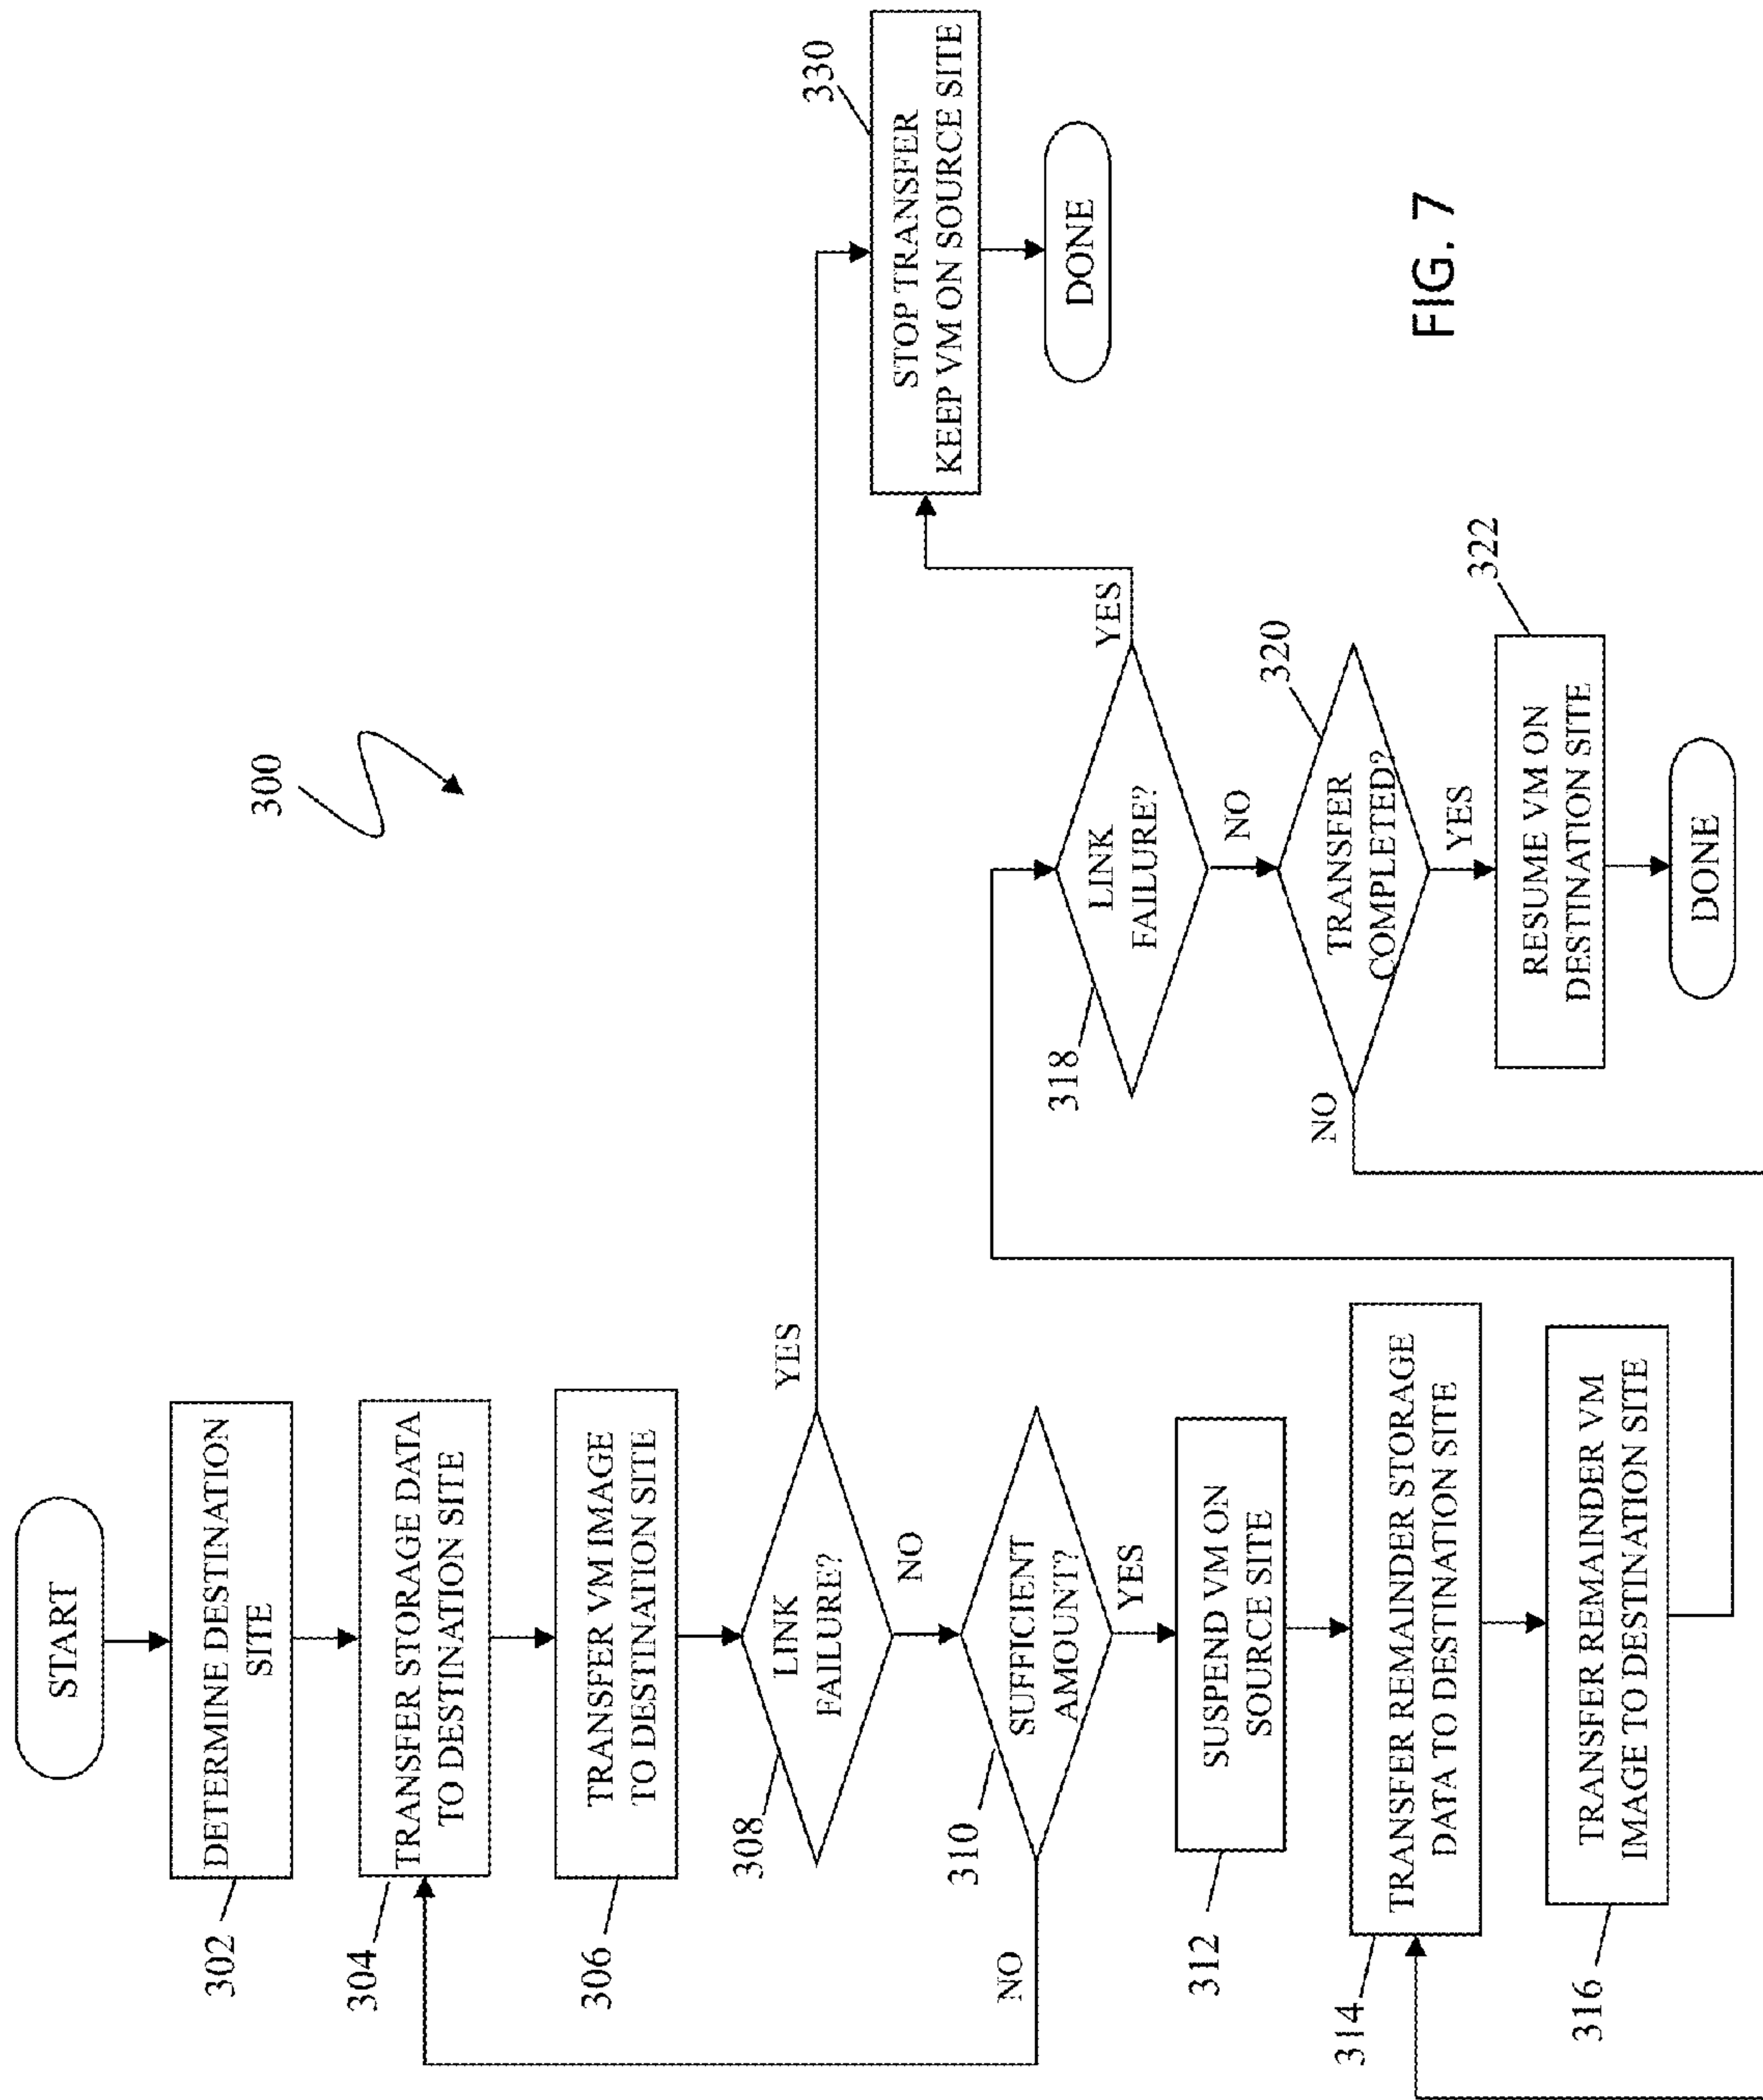 START
302
DETERMINE DESTINATION
SITE
304
TRANSFER STORAGE DATA
TO DESTINATION SITE
306
TRANSFER VM IMAGE
TO DESTINATION SITE
308
LINK
FAILURE?
YES
NO
310
SUFFICIENT
AMOUNT?
NO
YES
312
SUSPEND VM ON
SOURCE SITE
314
TRANSFER REMAINDER STORAGE
DATA TO DESTINATION SITE
316
TRANSFER REMAINDER VM
IMAGE TO DESTINATION SITE
300
318
LINK
FAILURE?
YES
NO
320
TRANSFER
COMPLETED?
NO
YES
322
RESUME VM ON
DESTINATION SITE
DONE
330
STOP TRANSFER
KEEP VM ON SOURCE SITE
DONE
FIG. 7